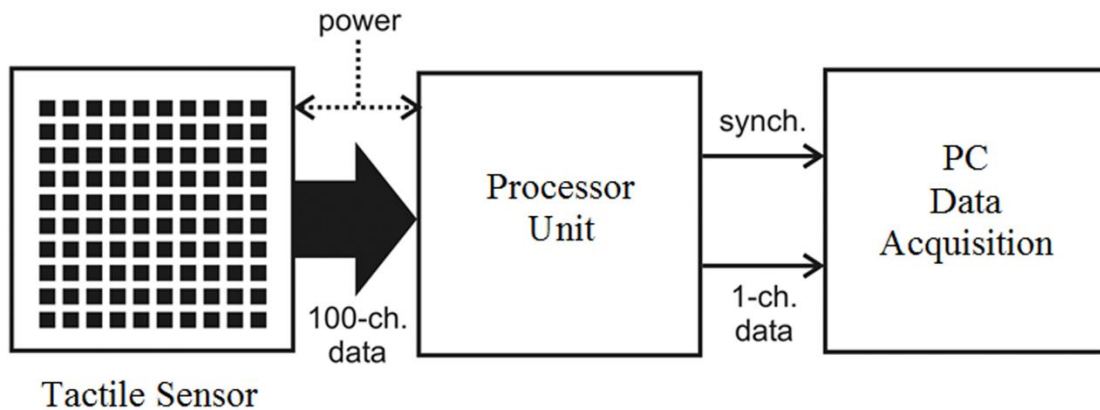 power
synch.
Processor
Unit
PC
Data
Acquisition
100-ch.
data
1-ch.
data
Tactile Sensor